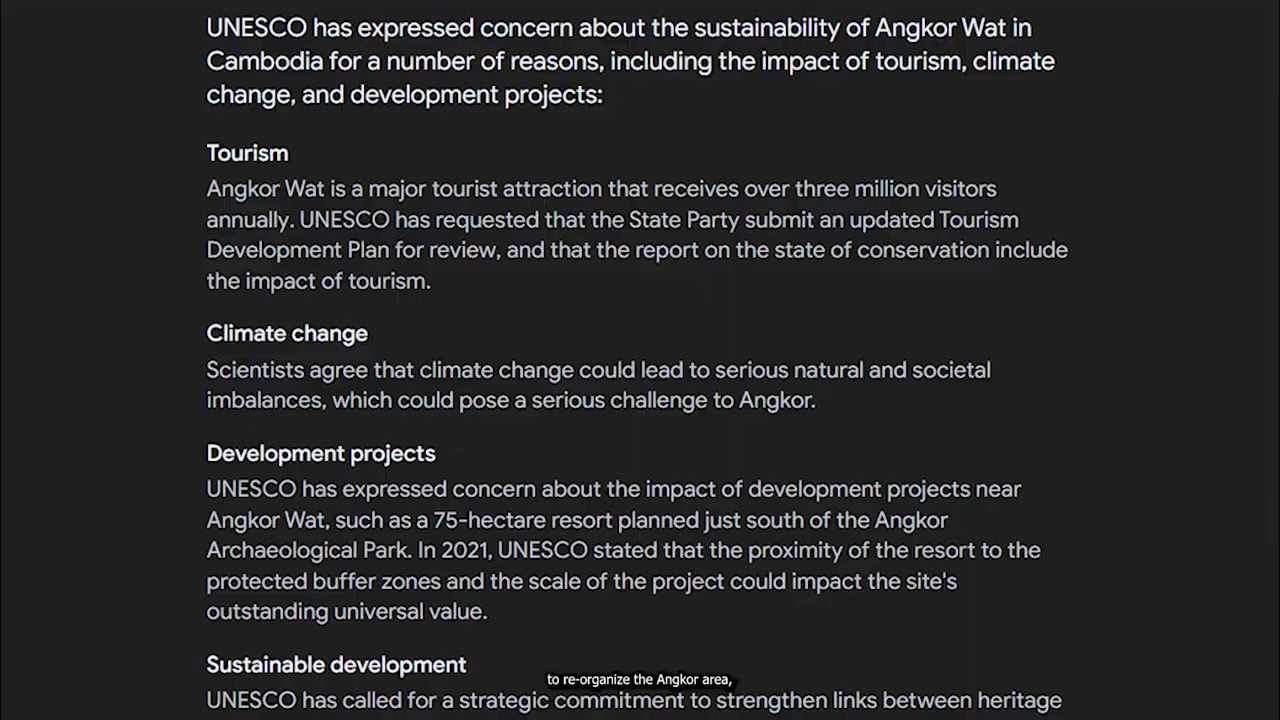 UNESCO has expressed concern about the sustainability of Angkor Wat in
Cambodia for a number of reasons, including the impact of tourism, climate
change, and development projects:
Tourism
Angkor Wat is a major tourist attraction that receives over three million visitors
annually. UNESCO has requested that the State Party submit an updated Tourism
Development Plan for review, and that the report on the state of conservation include
the impact of tourism.
Climate change
Scientists agree that climate change could lead to serious natural and societal
imbalances, which could pose a serious challenge to Angkor.
Development projects
UNESCO has expressed concern about the impact of development projects near
Angkor Wat, such as a 75-hectare resort planned just south of the Angkor
Archaeological Park. In 2021, UNESCO stated that the proximity of the resort to the
protected buffer zones and the scale of the project could impact the site's
outstanding universal value.
Sustainable development
to re-organize the Angkor area,
UNESCO has called for a strategic commitment to strengthen links between heritage